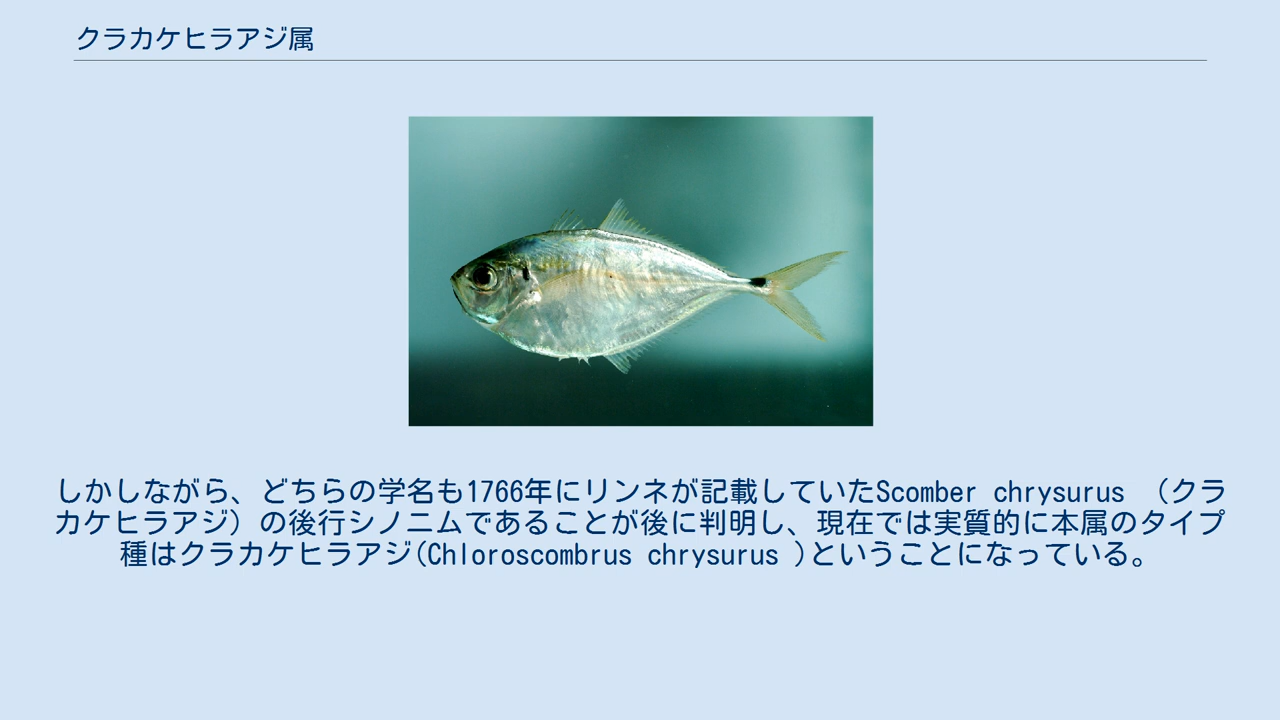 クラカケヒラアジ属
しかしながら、どちらの学名も1766年にリンネが記載していたScomber chrysurus （クラ
カケヒラアジ）の後行シノニムであることが後に判明し、現在では実質的に本属のタイプ
種はクラカケヒラアジ(Chloroscombrus chrysurus )ということになっている。